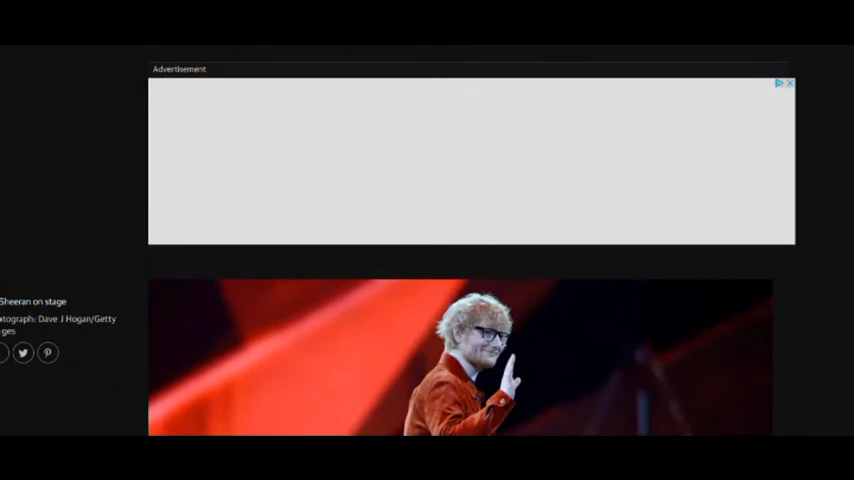 Advertisement
Sheeran on stage
tograph: Dave J Hogan/Getty
ges